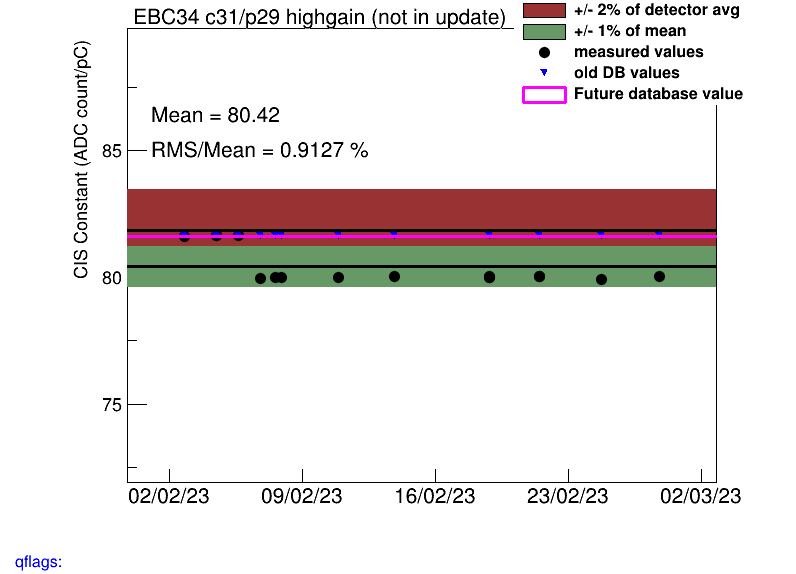 EBC34 c31/p29 highgain (not in update)
+/- 2% of detector avg
+/- 1% of mean
measured values
old DB values
Future database value
Mean = 80.42
RMS/Mean = 0.9127 %
CIS Constant (ADC count/pC)
85
80
75
02/02/23 09/02/23 16/02/23 23/02/23 02/03/23
qflags: